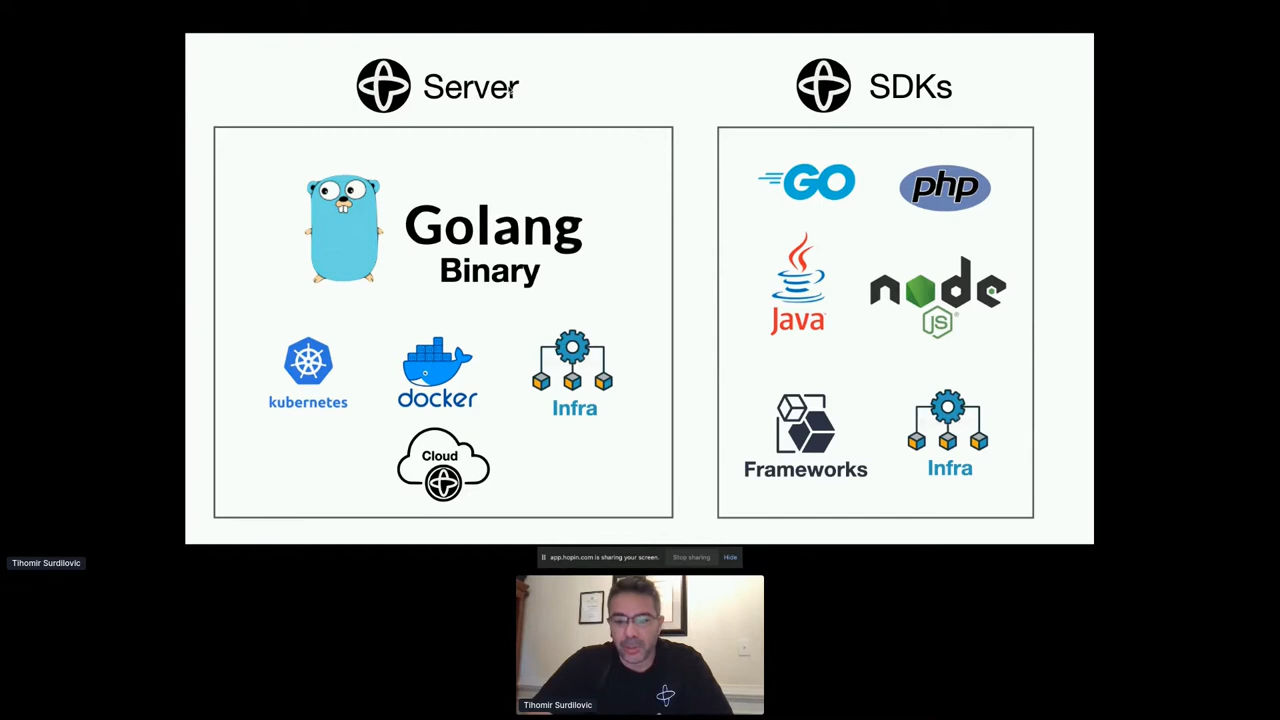 Server
Golang
Binary
kubernetes
docker
Infra
Cloud
SDKs
GO
php
Java
node
JS
Frameworks
Infra
Tihomir Surdilovic
app.hopin.com is sharing your screen.
Stop sharing
Hide
Tihomir Surdilovic